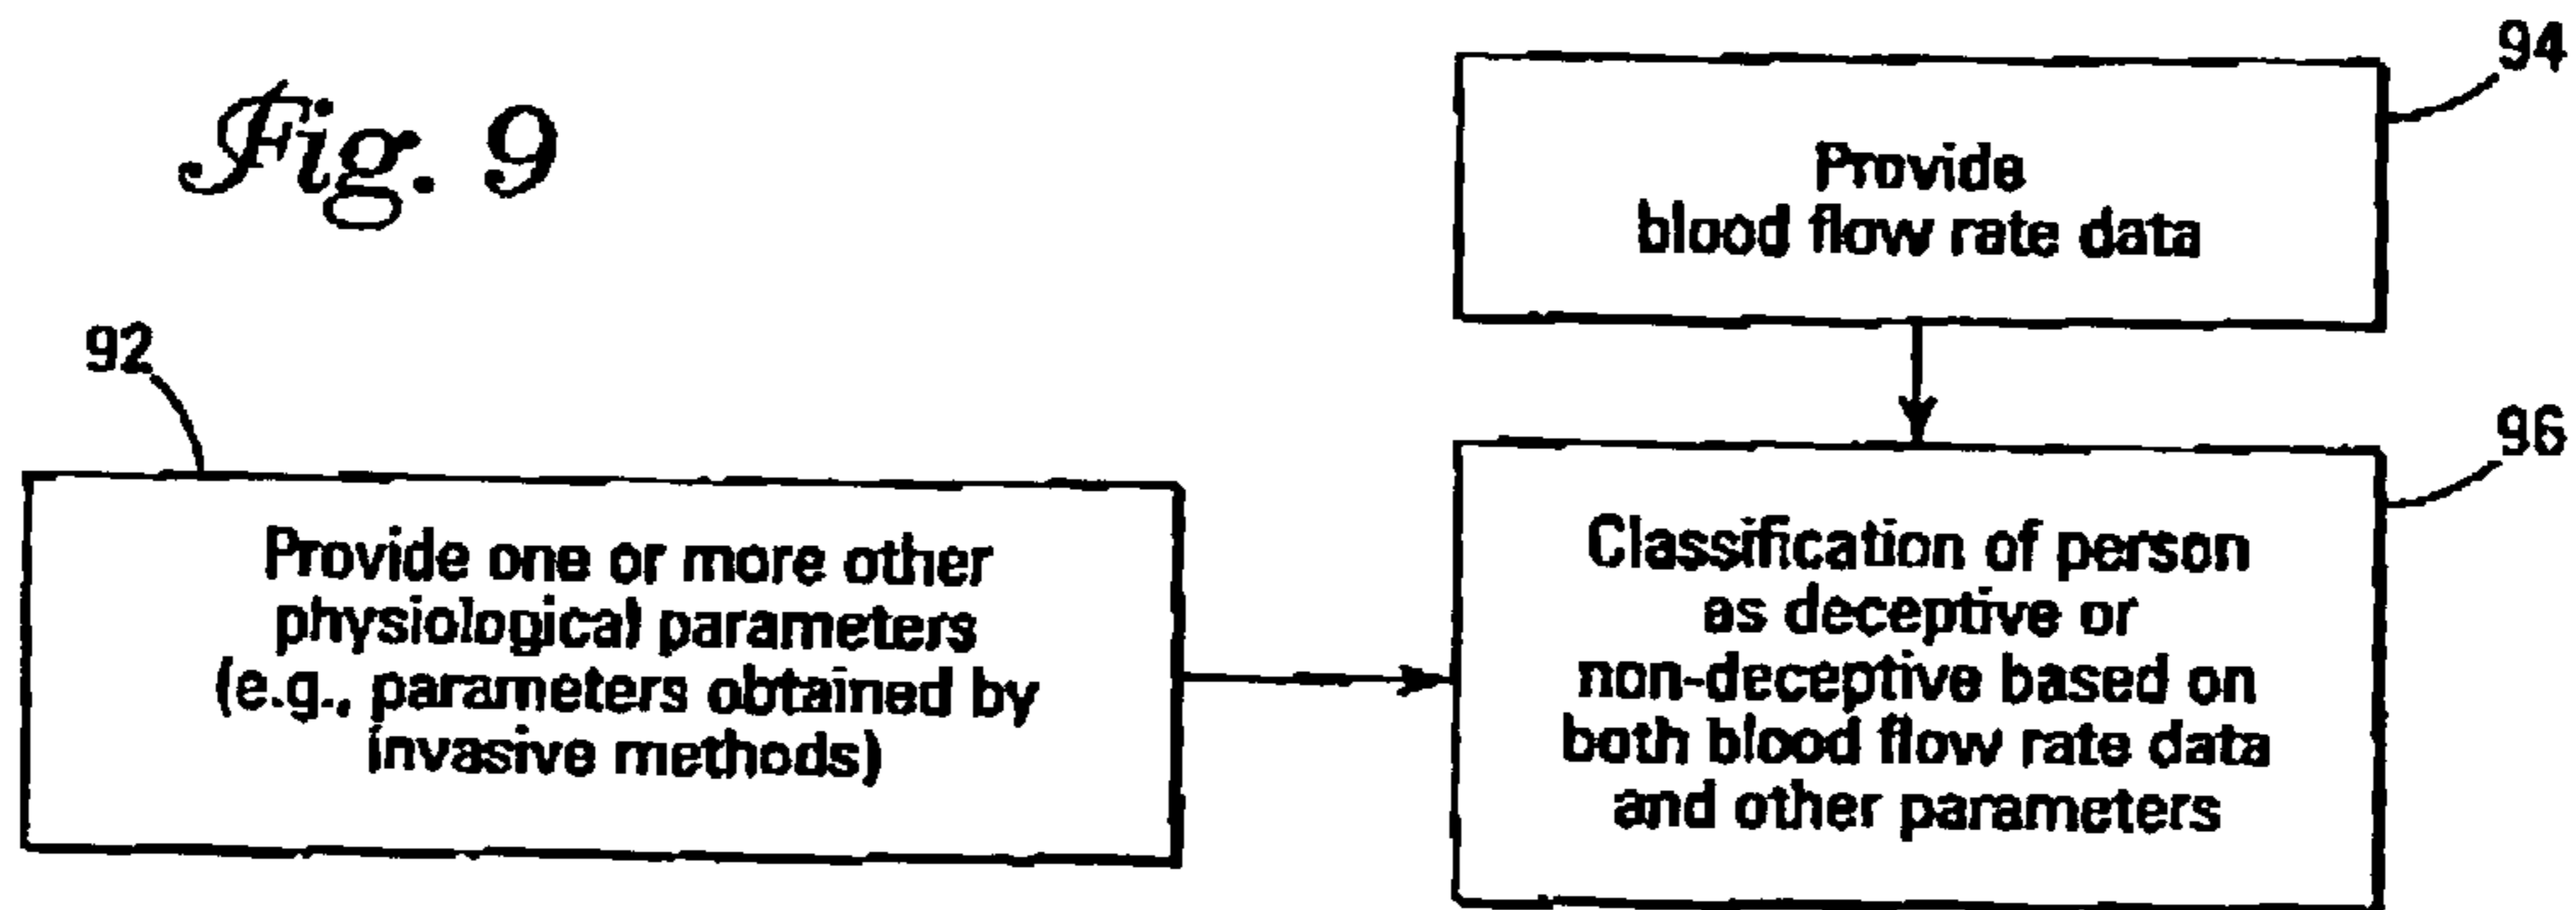 Fig. 9
94
Provide
blood flow rate data
92
Provide one or more other
physiological parameters
(e.g., parameters obtained by
invasive methods)
96
Classification of person
as deceptive or
non-deceptive based on
both blood flow rate data
and other parameters